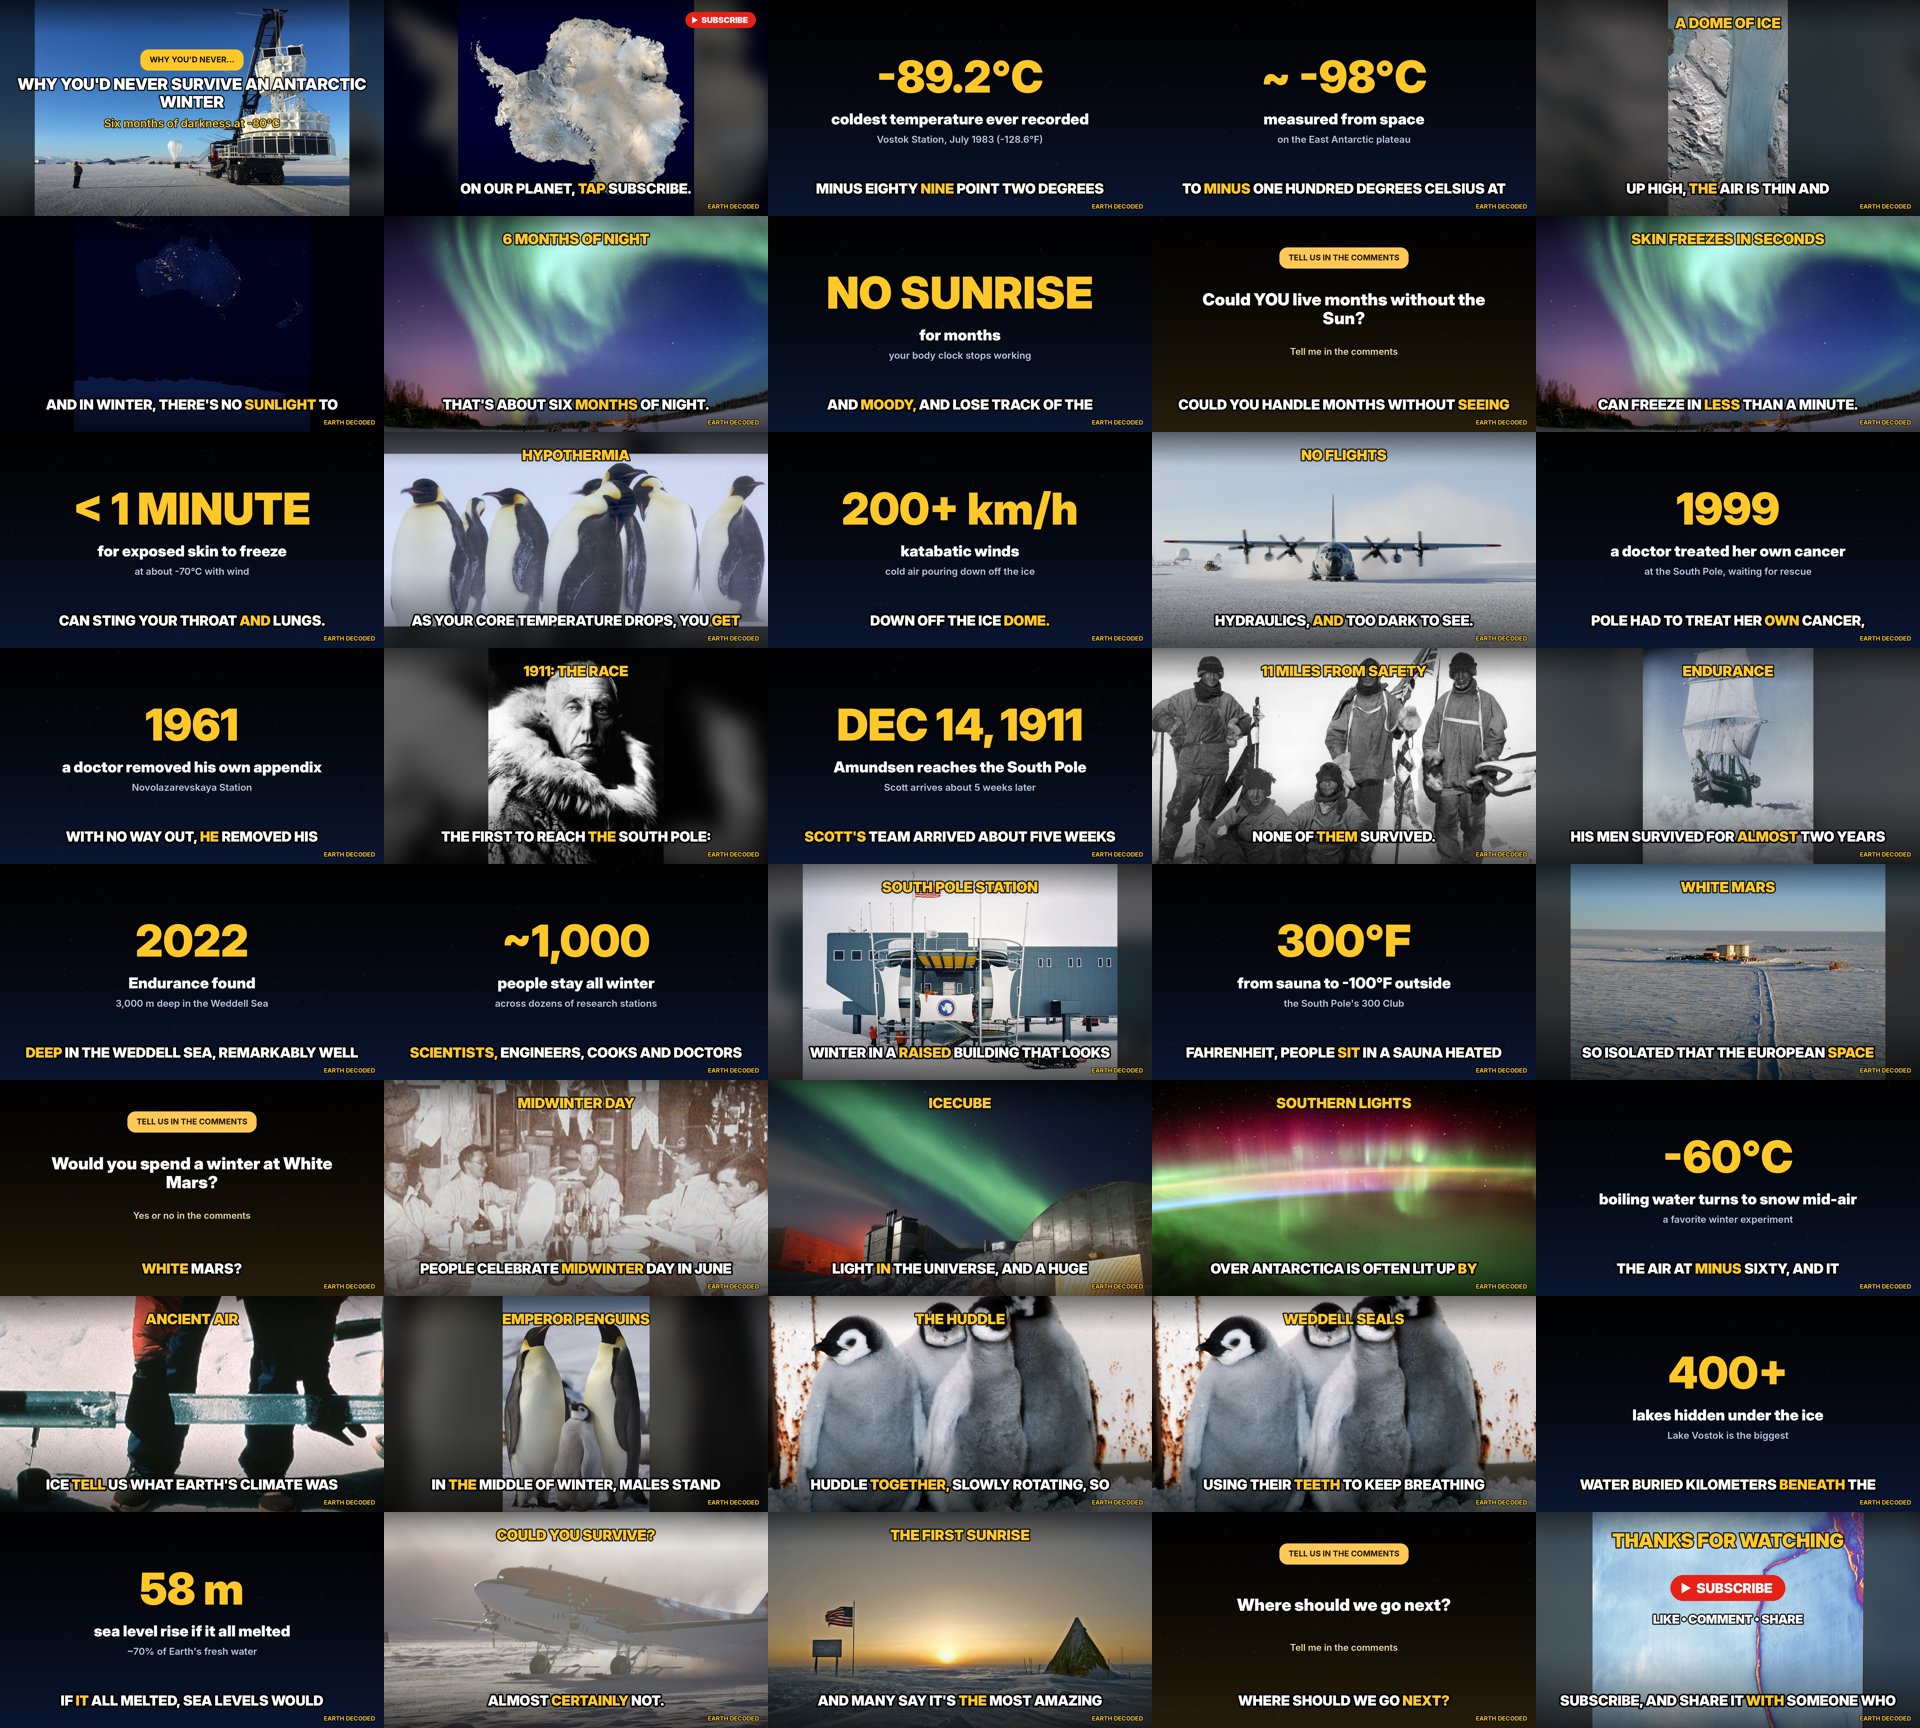 WHY YOU'D NEVER...
WHY YOU'D NEVER SURVIVE AN ANTARCTIC
WINTER
Six months of darkness at -80°C
SUBSCRIBE
ON OUR PLANET, TAP SUBSCRIBE.
EARTH DECODED
-89.2°C
coldest temperature ever recorded
Vostok Station, July 1983 (-128.6°F)
MINUS EIGHTY NINE POINT TWO DEGREES
EARTH DECODED
~ -98°C
measured from space
on the East Antarctic plateau
TO MINUS ONE HUNDRED DEGREES CELSIUS AT
EARTH DECODED
A DOME OF ICE
UP HIGH, THE AIR IS THIN AND
EARTH DECODED
AND IN WINTER, THERE'S NO SUNLIGHT TO
EARTH DECODED
6 MONTHS OF NIGHT
THAT'S ABOUT SIX MONTHS OF NIGHT.
EARTH DECODED
NO SUNRISE
for months
your body clock stops working
AND MOODY, AND LOSE TRACK OF THE
EARTH DECODED
TELL US IN THE COMMENTS
Could YOU live months without the
Sun?
Tell me in the comments
COULD YOU HANDLE MONTHS WITHOUT SEEING
EARTH DECODED
SKIN FREEZES IN SECONDS
CAN FREEZE IN LESS THAN A MINUTE.
EARTH DECODED
< 1 MINUTE
for exposed skin to freeze
at about -70°C with wind
CAN STING YOUR THROAT AND LUNGS.
EARTH DECODED
HYPOTHERMIA
AS YOUR CORE TEMPERATURE DROPS, YOU GET
EARTH DECODED
200+ km/h
katabatic winds
cold air pouring down off the ice
DOWN OFF THE ICE DOME.
EARTH DECODED
NO FLIGHTS
HYDRAULICS, AND TOO DARK TO SEE.
EARTH DECODED
1999
a doctor treated her own cancer
at the South Pole, waiting for rescue
POLE HAD TO TREAT HER OWN CANCER,
EARTH DECODED
1961
a doctor removed his own appendix
Novolazarevskaya Station
WITH NO WAY OUT, HE REMOVED HIS
EARTH DECODED
1911: THE RACE
THE FIRST TO REACH THE SOUTH POLE:
EARTH DECODED
DEC 14, 1911
Amundsen reaches the South Pole
Scott arrives about 5 weeks later
SCOTT'S TEAM ARRIVED ABOUT FIVE WEEKS
EARTH DECODED
11 MILES FROM SAFETY
NONE OF THEM SURVIVED.
EARTH DECODED
ENDURANCE
HIS MEN SURVIVED FOR ALMOST TWO YEARS
EARTH DECODED
2022
Endurance found
3,000 m deep in the Weddell Sea
DEEP IN THE WEDDELL SEA, REMARKABLY WELL
EARTH DECODED
~1,000
people stay all winter
across dozens of research stations
SCIENTISTS, ENGINEERS, COOKS AND DOCTORS
EARTH DECODED
SOUTH POLE STATION
WINTER IN A RAISED BUILDING THAT LOOKS
EARTH DECODED
300°F
from sauna to -100°F outside
the South Pole's 300 Club
FAHRENHEIT, PEOPLE SIT IN A SAUNA HEATED
EARTH DECODED
WHITE MARS
SO ISOLATED THAT THE EUROPEAN SPACE
EARTH DECODED
TELL US IN THE COMMENTS
Would you spend a winter at White
Mars?
Yes or no in the comments
WHITE MARS?
EARTH DECODED
MIDWINTER DAY
PEOPLE CELEBRATE MIDWINTER DAY IN JUNE
EARTH DECODED
ICECUBE
LIGHT IN THE UNIVERSE, AND A HUGE
EARTH DECODED
SOUTHERN LIGHTS
OVER ANTARCTICA IS OFTEN LIT UP BY
EARTH DECODED
-60°C
boiling water turns to snow mid-air
a favorite winter experiment
THE AIR AT MINUS SIXTY, AND IT
EARTH DECODED
ANCIENT AIR
ICE TELL US WHAT EARTH'S CLIMATE WAS
EARTH DECODED
EMPEROR PENGUINS
IN THE MIDDLE OF WINTER, MALES STAND
EARTH DECODED
THE HUDDLE
HUDDLE TOGETHER, SLOWLY ROTATING, SO
EARTH DECODED
WEDDELL SEALS
USING THEIR TEETH TO KEEP BREATHING
EARTH DECODED
400+
lakes hidden under the ice
Lake Vostok is the biggest
WATER BURIED KILOMETERS BENEATH THE
EARTH DECODED
58 m
sea level rise if it all melted
~70% of Earth's fresh water
IF IT ALL MELTED, SEA LEVELS WOULD
EARTH DECODED
COULD YOU SURVIVE?
ALMOST CERTAINLY NOT.
EARTH DECODED
THE FIRST SUNRISE
AND MANY SAY IT'S THE MOST AMAZING
EARTH DECODED
TELL US IN THE COMMENTS
Where should we go next?
Tell me in the comments
WHERE SHOULD WE GO NEXT?
EARTH DECODED
THANKS FOR WATCHING
SUBSCRIBE
LIKE • COMMENT • SHARE
SUBSCRIBE, AND SHARE IT WITH SOMEONE WHO
EARTH DECODED